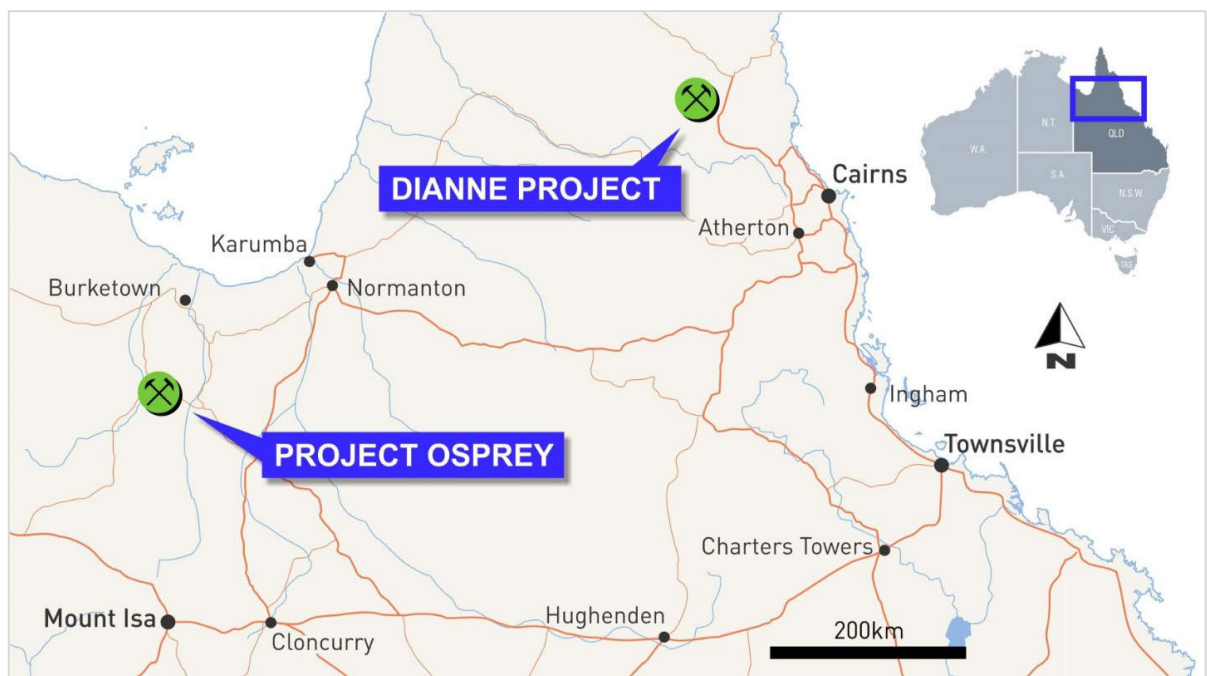 DIANNE PROJECT
Cairns
Atherton
Karumba
Burketown
Normanton
Ingham
PROJECT OSPREY
Townsville
Charters Towers
Mount Isa
Cloncurry
Hughenden
200km
W.A.
N.T.
QLD
S.A.
N.S.W.
VIC
TAS
N